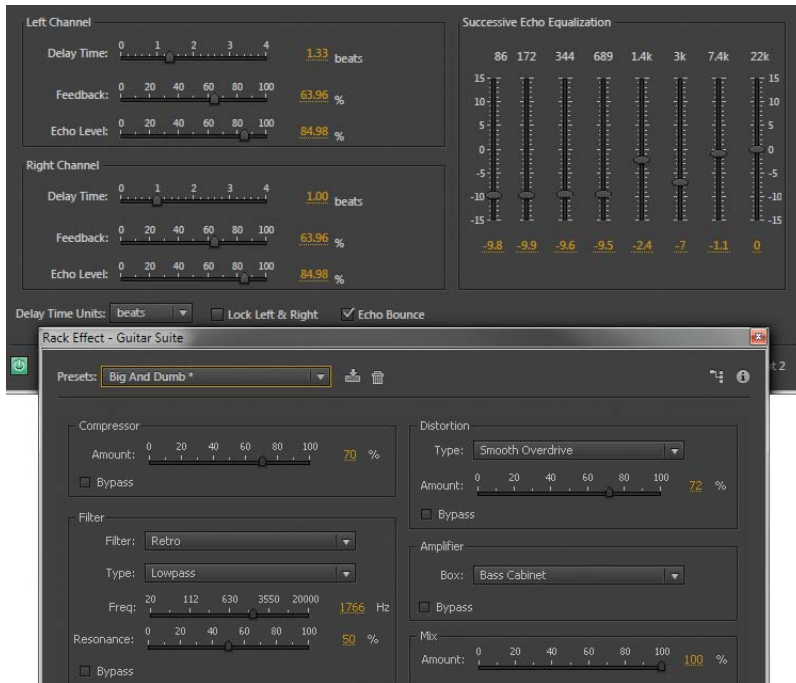 Left Channel
Delay Time: 0 1 2 3 4 1.33 beats
Feedback: 0 20 40 60 80 100 63.96 %
Echo Level: 0 20 40 60 80 100 84.98 %
Right Channel
Delay Time: 0 1 2 3 4 1.00 beats
Feedback: 0 20 40 60 80 100 63.96 %
Echo Level: 0 20 40 60 80 100 84.98 %
Successive Echo Equalization
86 172 344 689 1.4k 3k 7.4k 22k
15 15
10 10
5 5
0 0
-5 -5
-10 -10
-15 -15
-9.8 -9.9 -9.6 -9.5 -2.4 -7 -1.1 0
Delay Time Units: beats Lock Left & Right Echo Bounce
Rack Effect - Guitar Suite
t 2
Presets: Big And Dumb *
Compressor
Amount: 0 20 40 60 80 100 70 %
Bypass
Filter
Filter: Retro
Type: Lowpass
Freq: 20 112 630 3550 20000 1766 Hz
Resonance: 0 20 40 60 80 100 50 %
Bypass
Distortion
Type: Smooth Overdrive
Amount: 0 20 40 60 80 100 72 %
Bypass
Amplifier
Box: Bass Cabinet
Bypass
Mix
Amount: 0 20 40 60 80 100 100 %